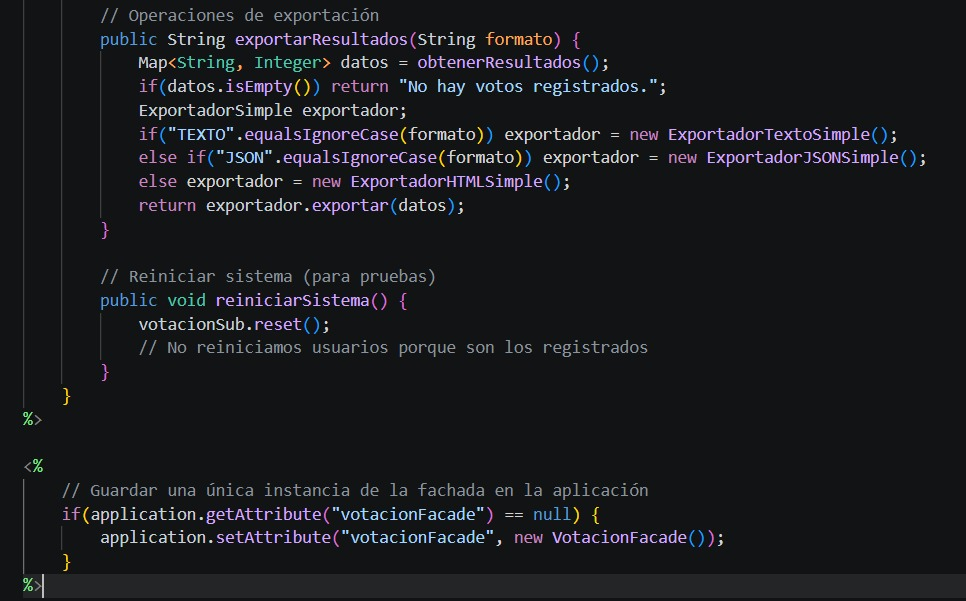 // Operaciones de exportación
public String exportarResultados(String formato) {
Map<String, Integer> datos = obtenerResultados();
if(datos.isEmpty()) return "No hay votos registrados.";
ExportadorSimple exportador;
if("TEXTO".equalsIgnoreCase(formato)) exportador = new ExportadorTextoSimple();
else if("JSON".equalsIgnoreCase(formato)) exportador = new ExportadorJSONSimple();
else exportador = new ExportadorHTMLSimple();
return exportador.exportar(datos);
}
// Reiniciar sistema (para pruebas)
public void reiniciarSistema() {
votacionSub.reset();
// No reiniciamos usuarios porque son los registrados
}
}
%>
<%
// Guardar una única instancia de la fachada en la aplicación
if(application.getAttribute("votacionFacade") == null) {
application.setAttribute("votacionFacade", new VotacionFacade());
}
%>